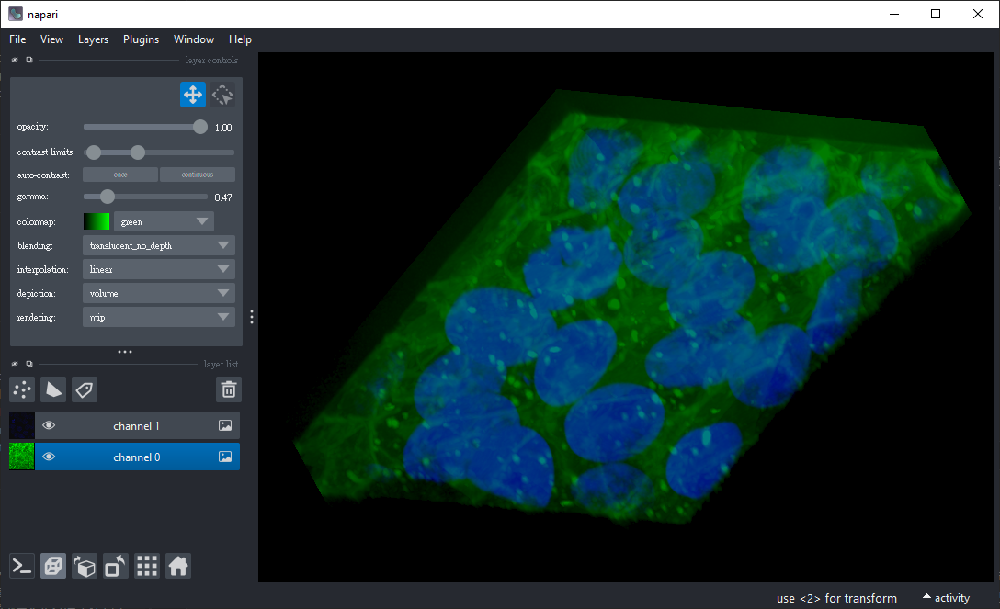 napari
File View Layers Plugins Window Help
layer controls
opacity: 1.00
contrast limits:
auto-contrast: once continuous
gamma: 0.47
colormap: green
blending: translucent_no_depth
interpolation: linear
depiction: volume
rendering: mip
layer list
channel 1
channel 0
use <2> for transform activity